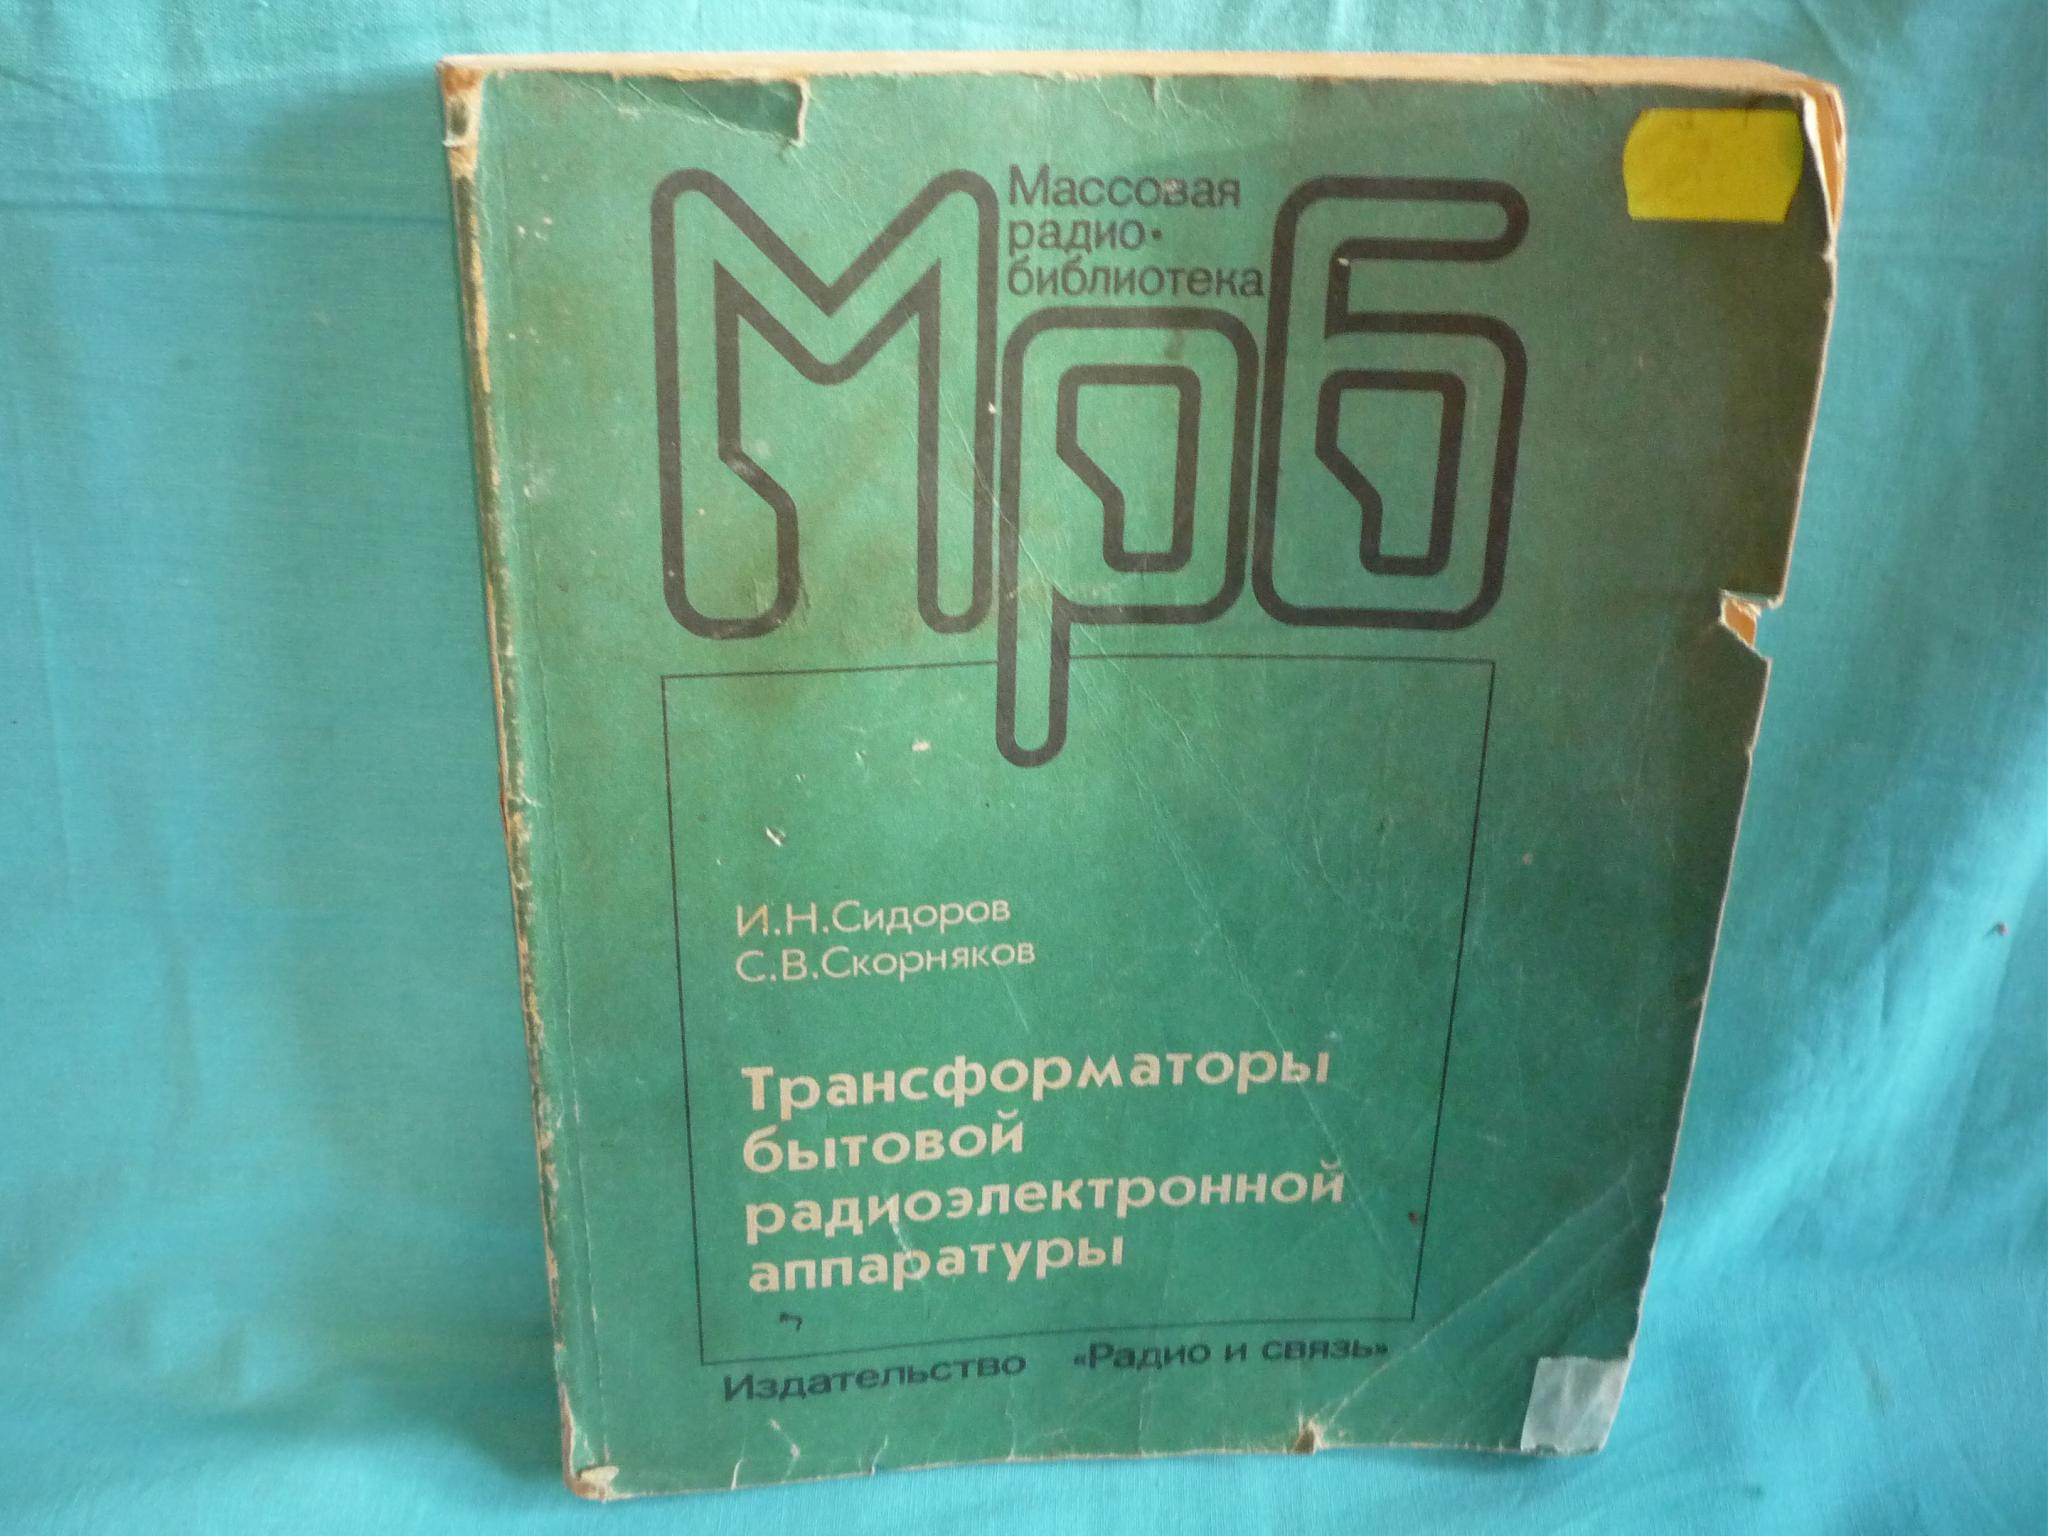 Мрб
Массовая
радио-
библиотека
И.Н.Сидоров
С.В.Скорняков
Трансформаторы
бытовой
радиоэлектронной
аппаратуры
Издательство «Радио и связь»